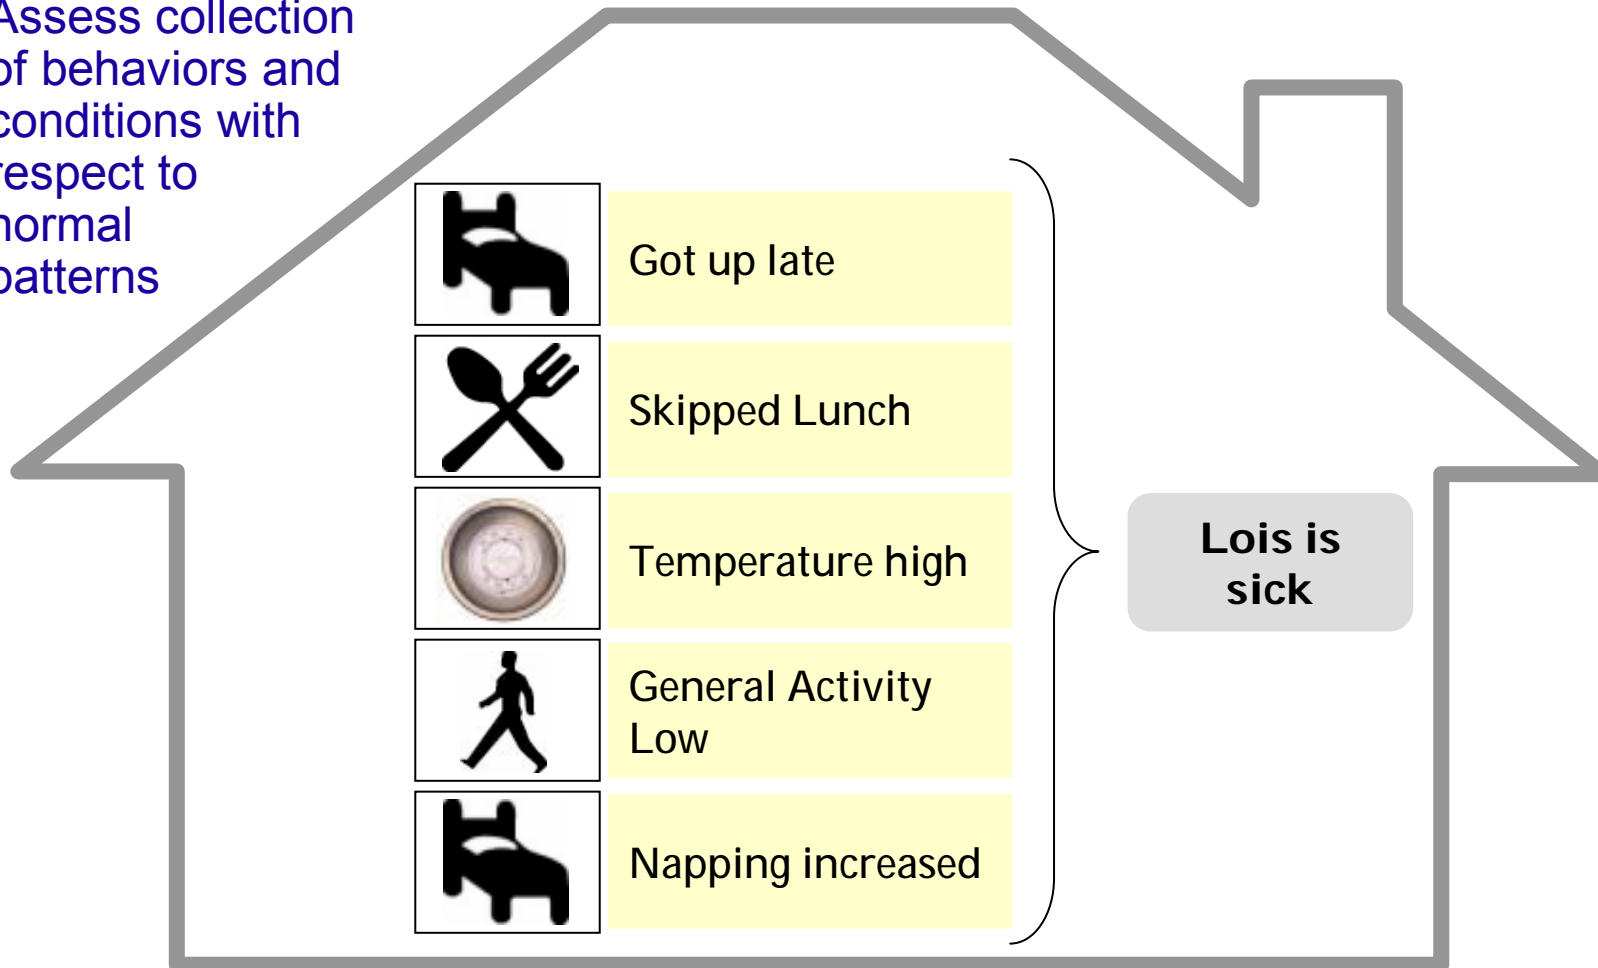 Assess collection
of behaviors and
conditions with
respect to
normal
patterns
Got up late
Skipped Lunch
Temperature high
General Activity
Low
Napping increased
Lois is
sick